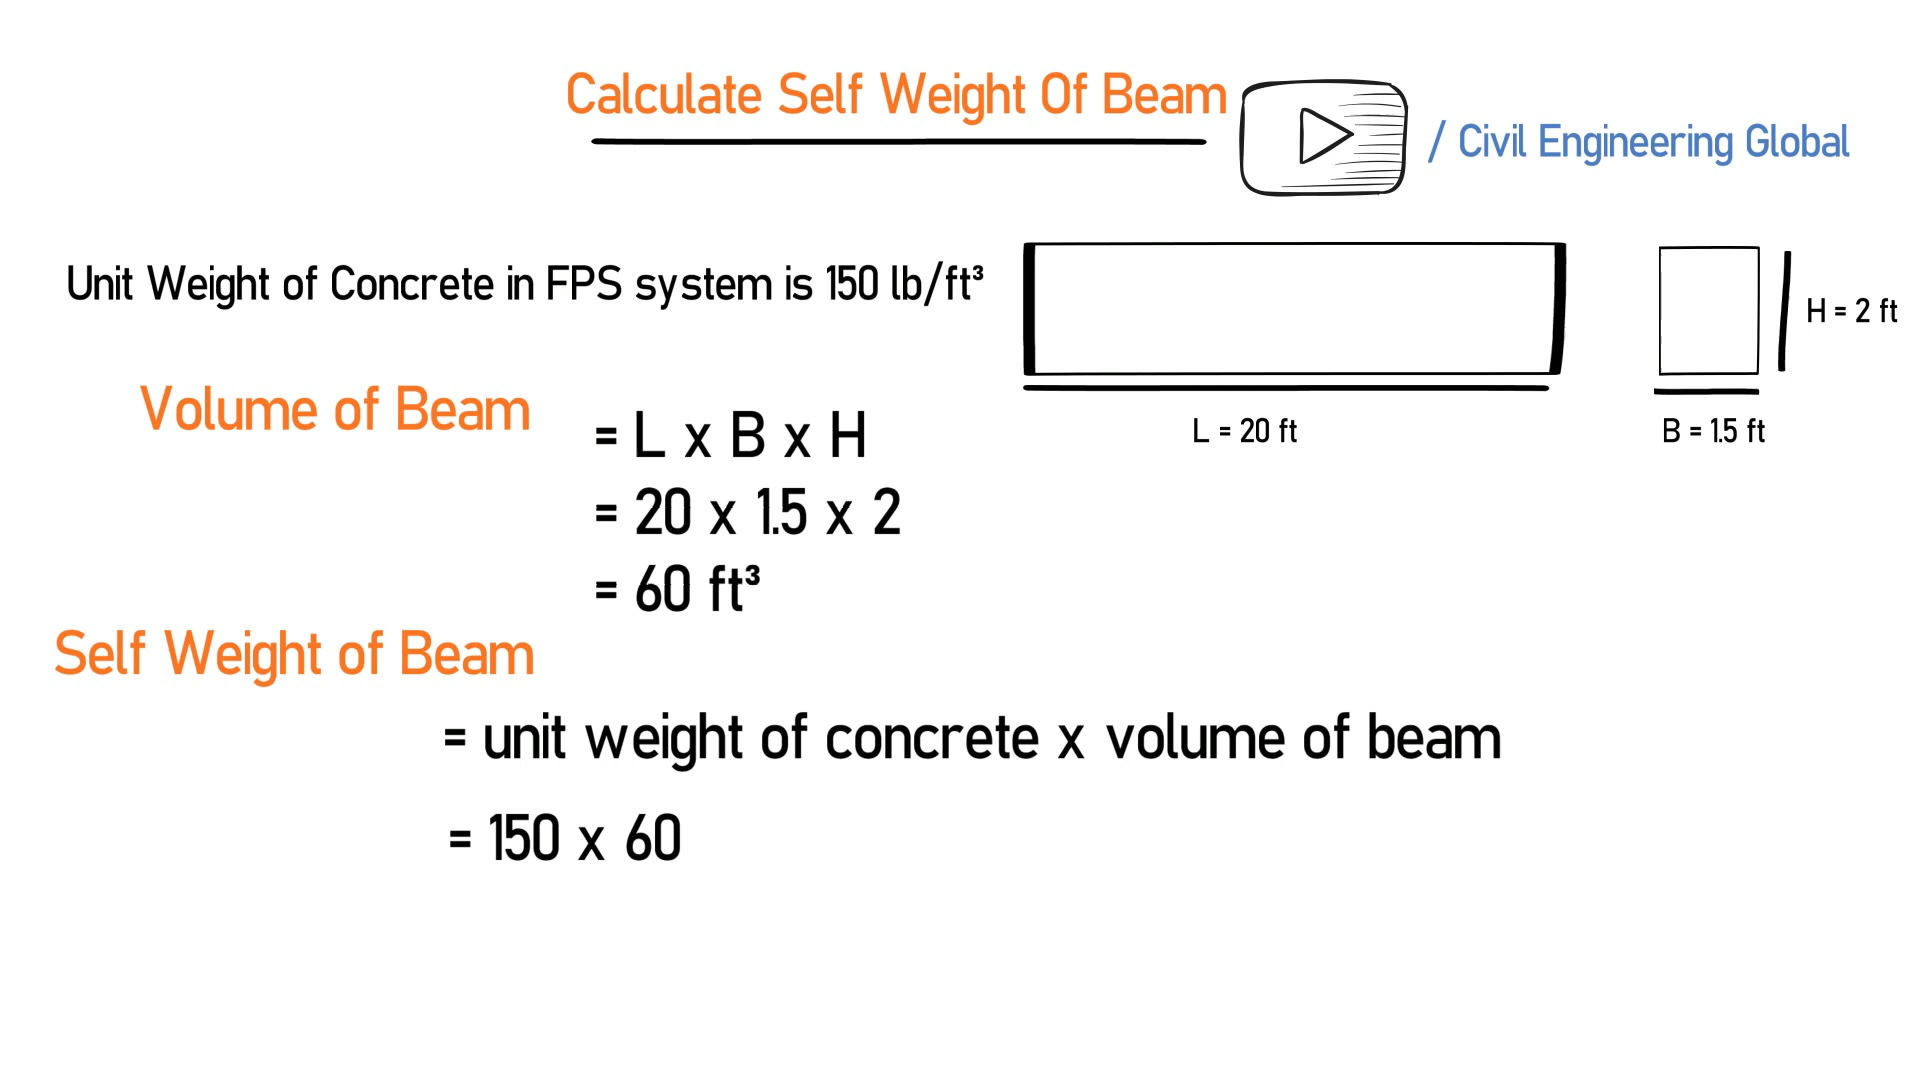 Calculate Self Weight Of Beam
/ Civil Engineering Global
Unit Weight of Concrete in FPS system is 150 lb/ft³
H = 2 ft
L = 20 ft
B = 1.5 ft
Volume of Beam
= L x B x H
= 20 x 1.5 x 2
= 60 ft³
Self Weight of Beam
= unit weight of concrete x volume of beam
= 150 x 60